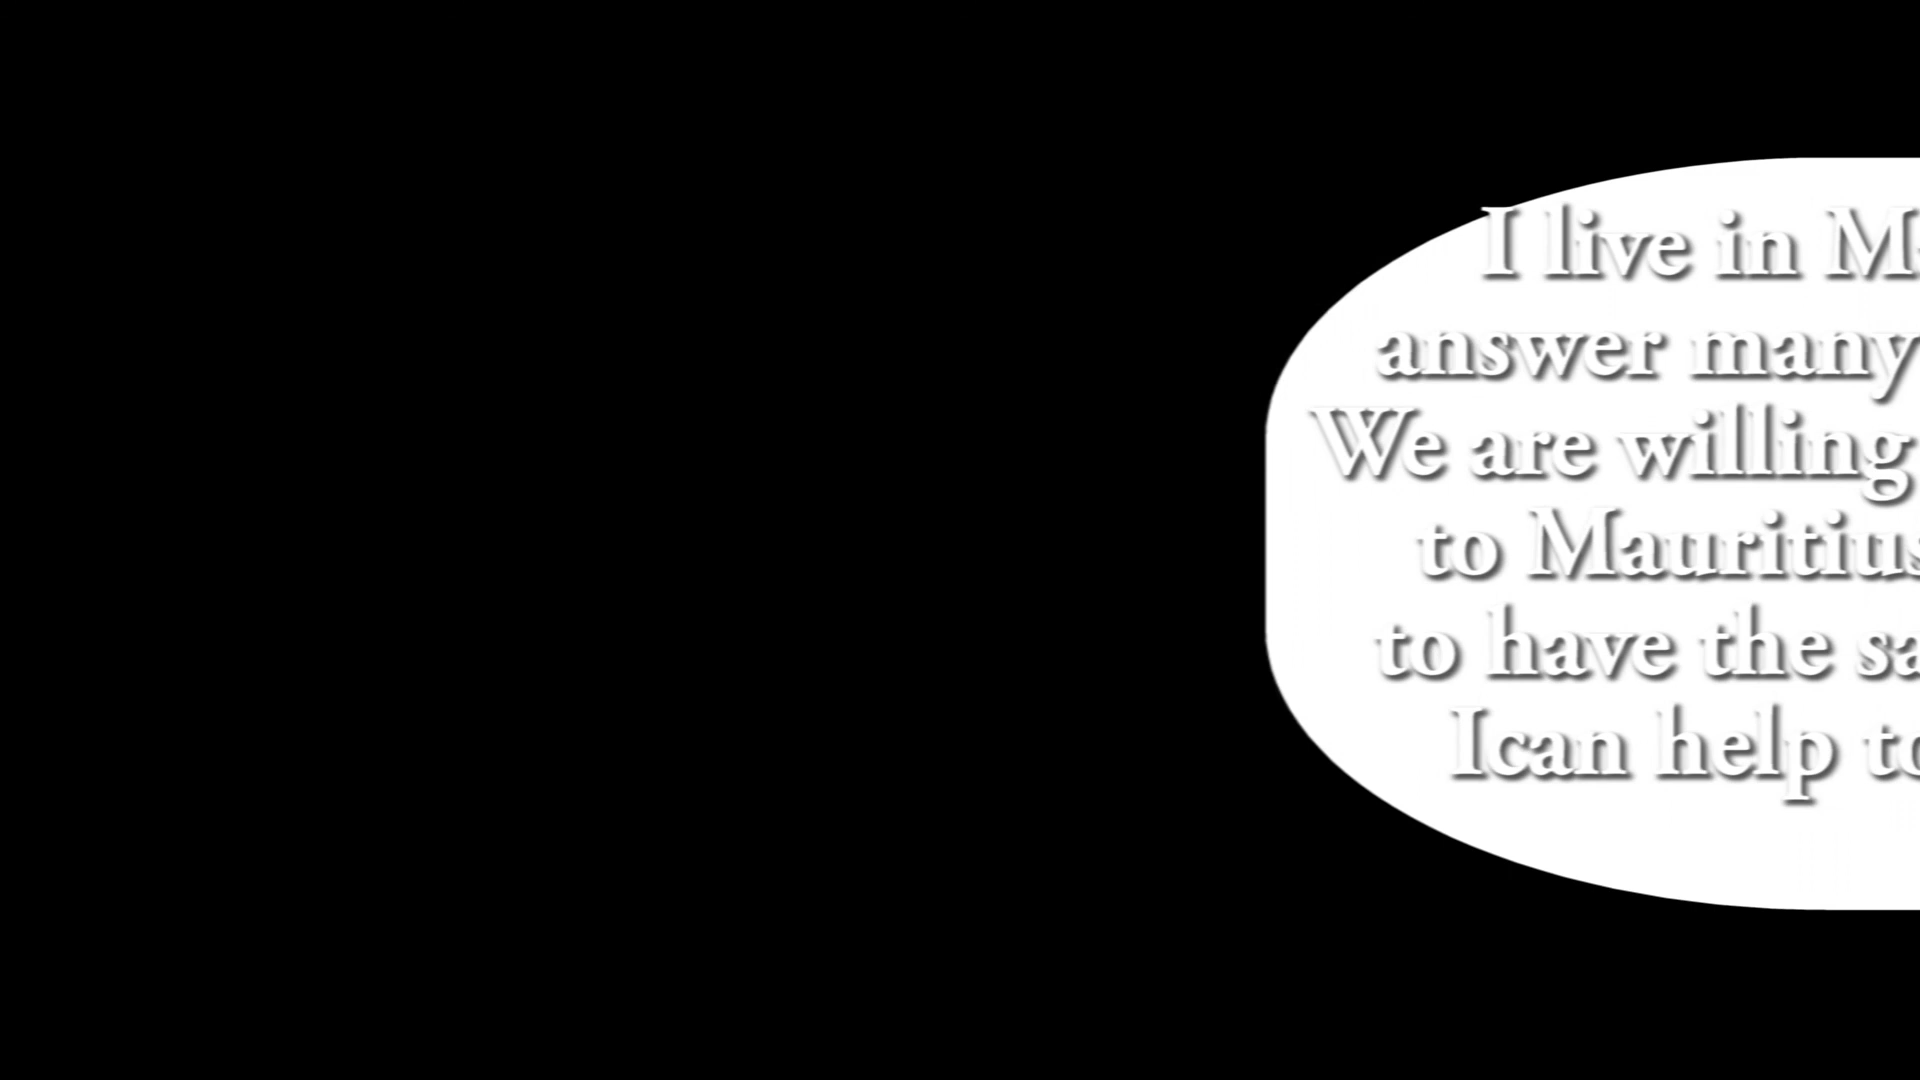 I live in M
answer many
We are willing
to Mauritius
to have the sa
Ican help to